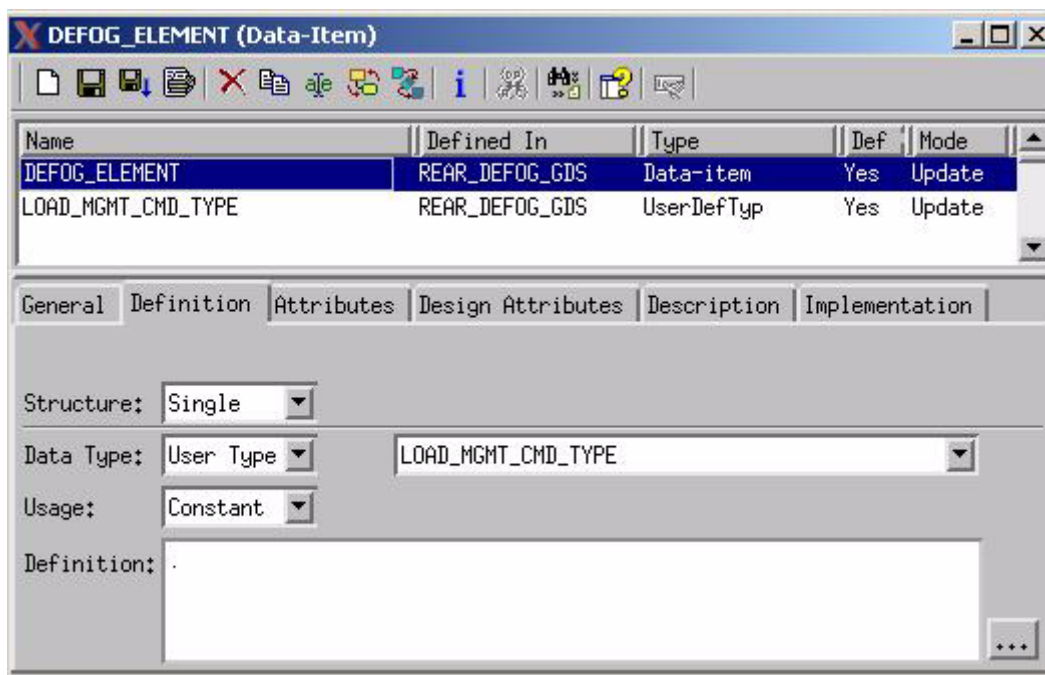 DEFOG_ELEMENT (Data-Item)
Name Defined In Type Def Mode
DEFOG_ELEMENT REAR_DEFOG_GDS Data-item Yes Update
LOAD_MGMT_CMD_TYPE REAR_DEFOG_GDS UserDefTyp Yes Update
General Definition Attributes Design Attributes Description Implementation
Structure: Single
Data Type: User Type LOAD_MGMT_CMD_TYPE
Usage: Constant
Definition: .
...